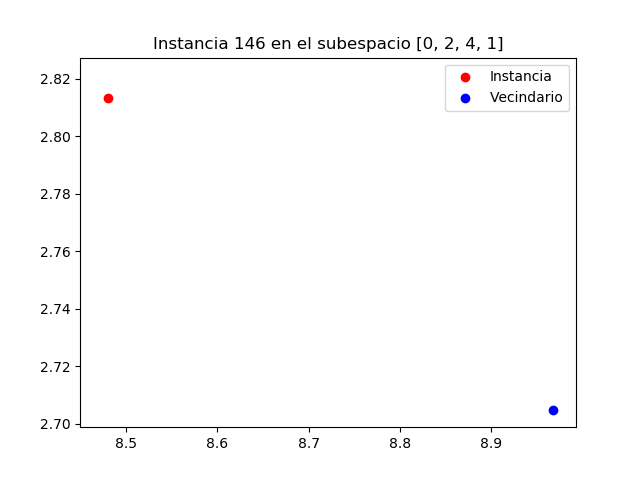 Instancia 146 en el subespacio [0, 2, 4, 1]
Instancia
Vecindario
2.82
2.80
2.78
2.76
2.74
2.72
2.70
8.5 8.6 8.7 8.8 8.9